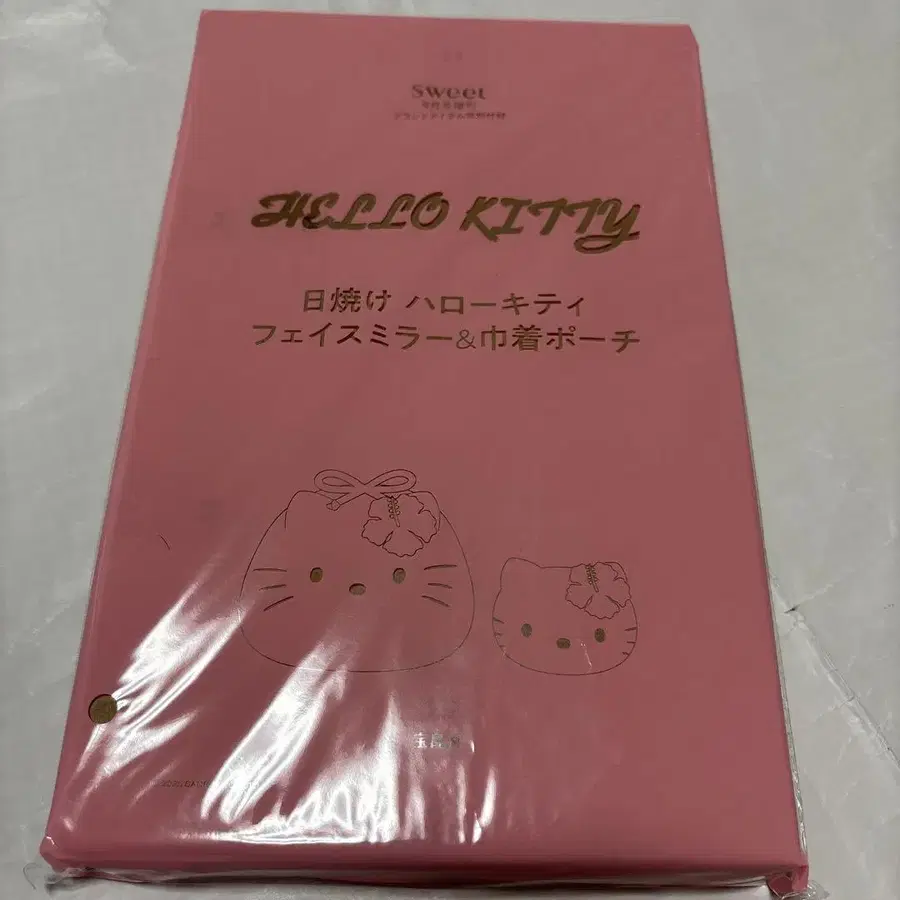 sweet
HELLO KITTY
日焼け ハローキティ
フェイスミラー&巾着ポーチ
宝島社